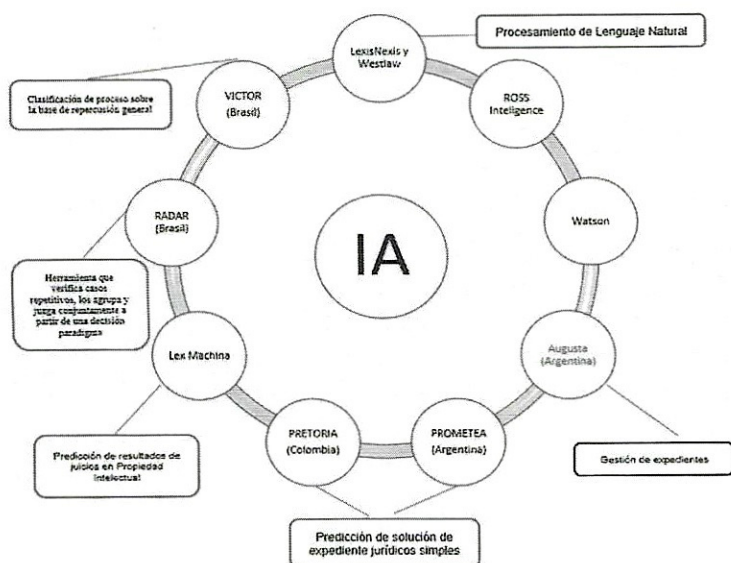 Procesamiento de Lenguaje Natural
LexisNexis y
Westlaw
VICTOR
(Brasil)
Clasificación de proceso sobre
la base de repercusión general
ROSS
Inteligence
RADAR
(Brasil)
Watson
IA
Herramienta que
verifica casos
repetitivos, los agrupa y
juzga conjuntamente a
partir de una decisión
paradigma
Lex Machina
Augusta
(Argentina)
PRETORIA
(Colombia)
PROMETEA
(Argentina)
Predicción de resultados de
juicios en Propiedad
Intelectual
Gestión de expedientes
Predicción de solución de
expediente jurídicos simples